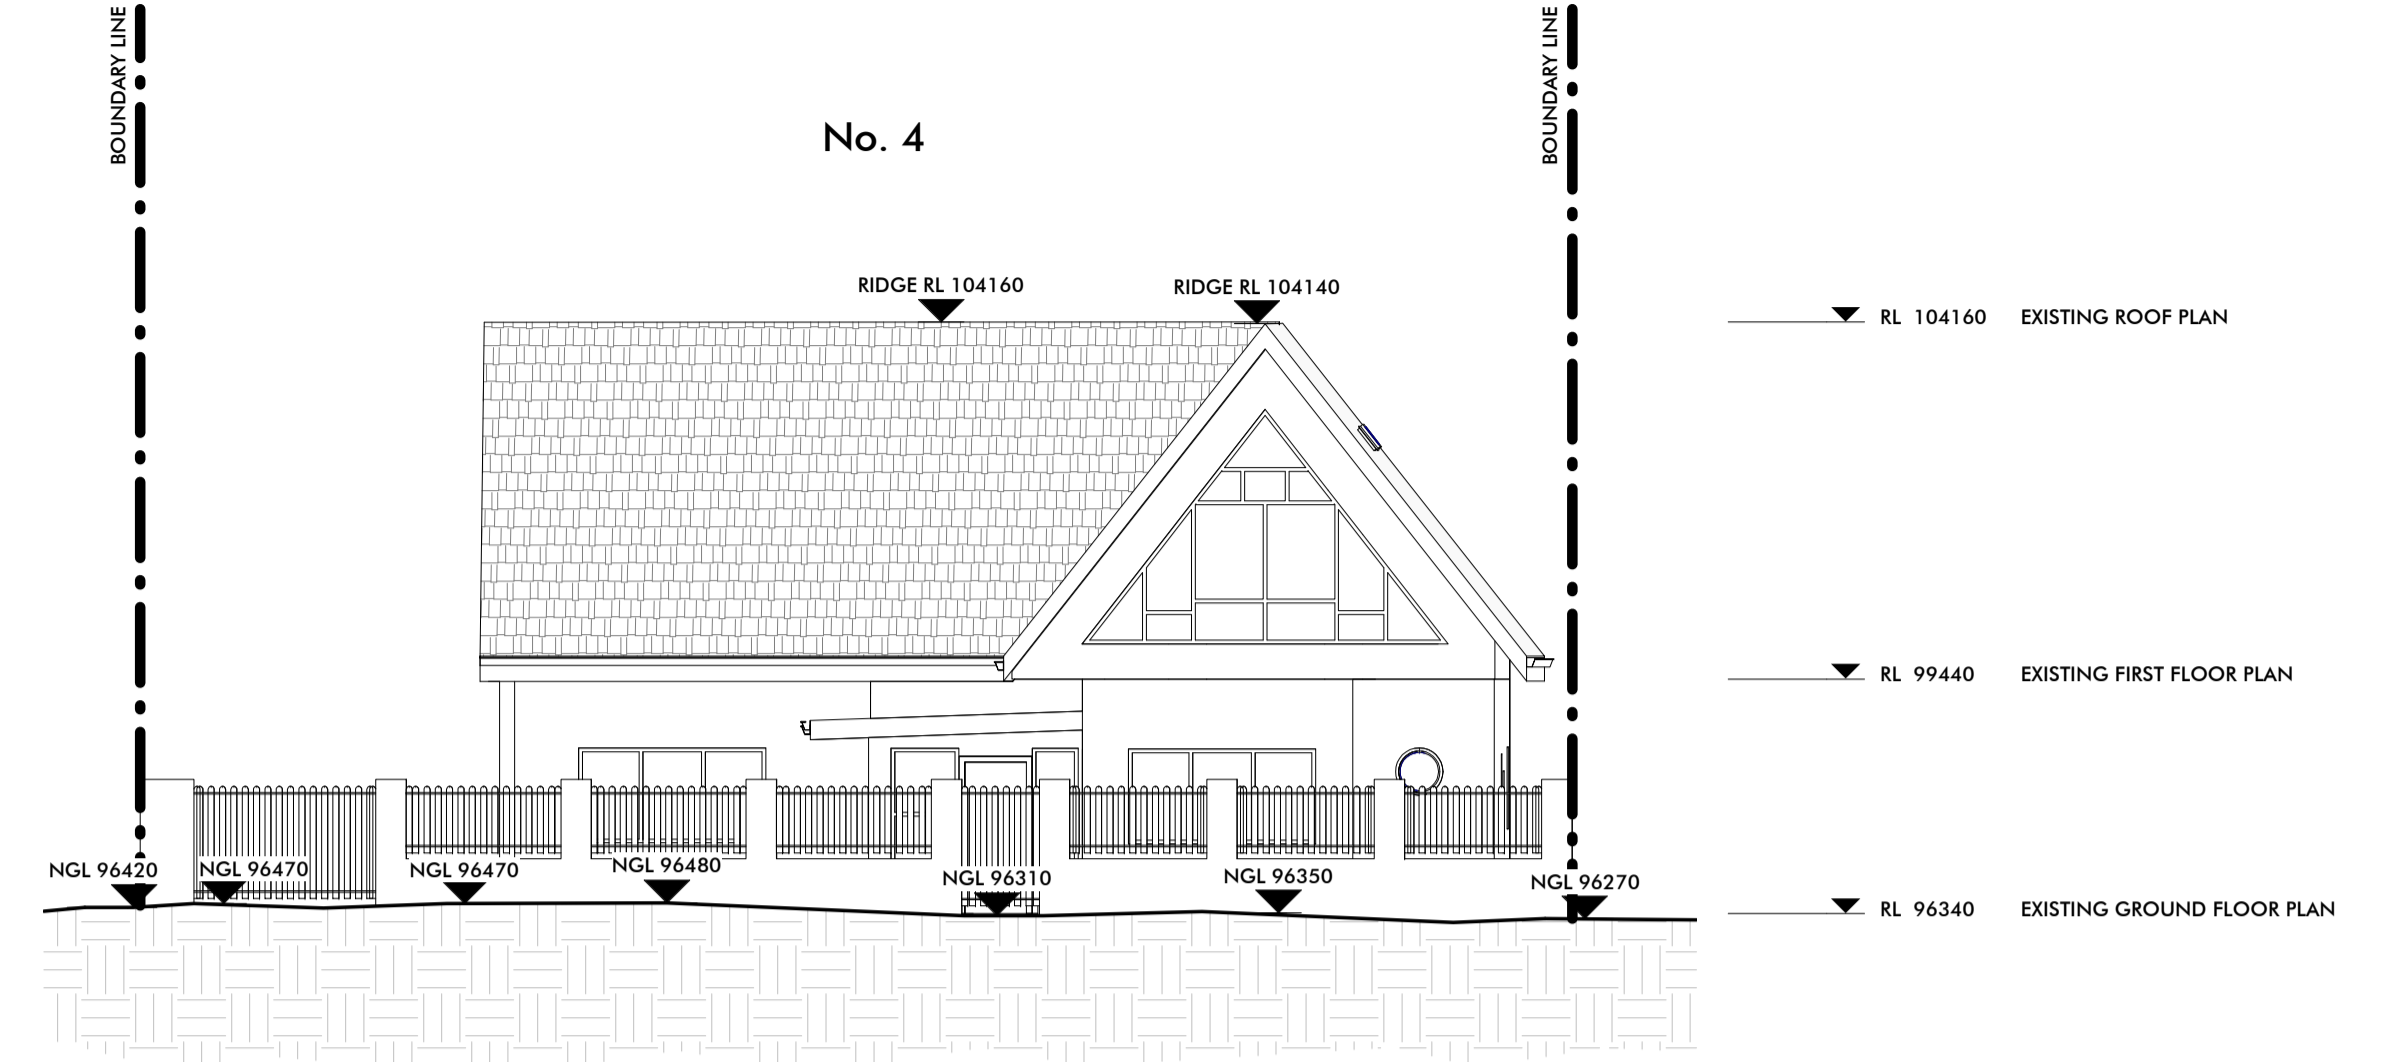 BOUNDARY LINE
BOUNDARY LINE
No. 4
RIDGE RL 104160
RIDGE RL 104140
RL 104160 EXISTING ROOF PLAN
RL 99440 EXISTING FIRST FLOOR PLAN
NGL 96420
NGL 96470
NGL 96470
NGL 96480
NGL 96310
NGL 96350
NGL 96270
RL 96340 EXISTING GROUND FLOOR PLAN